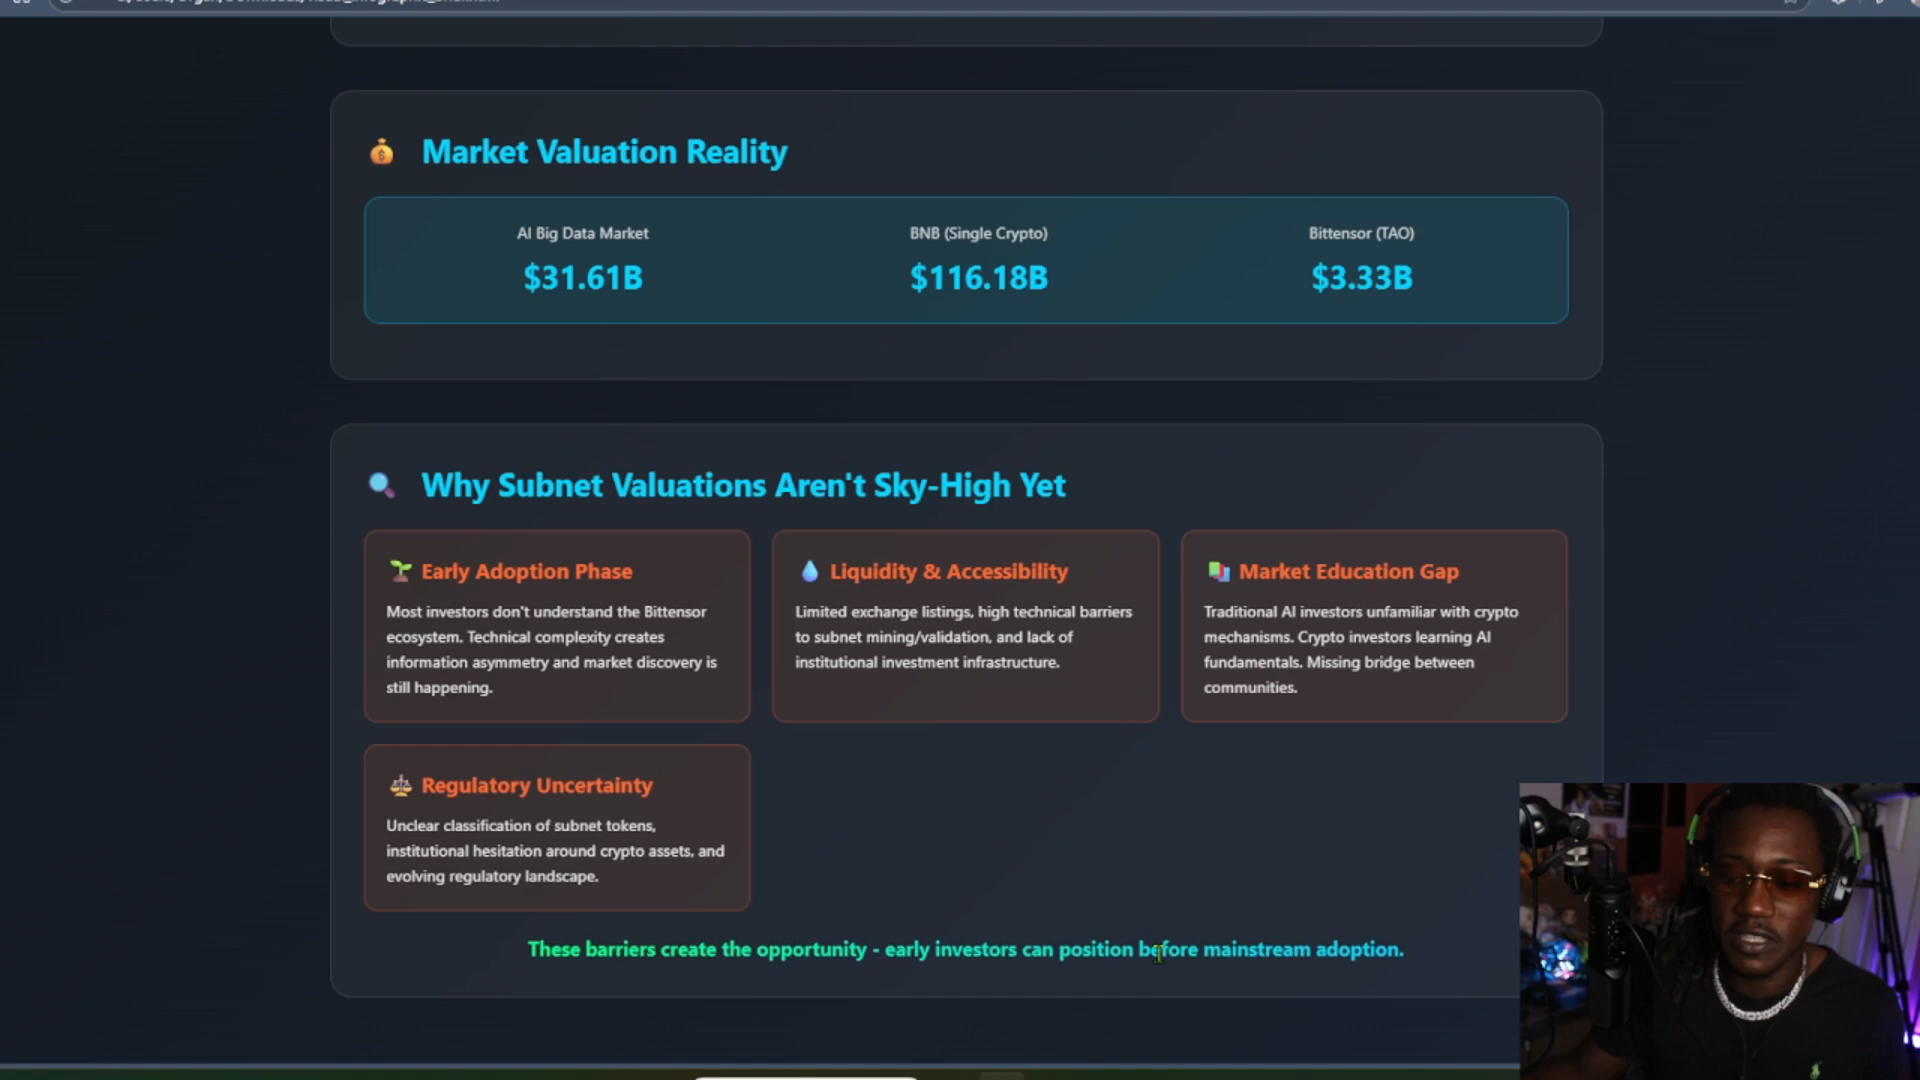 Market Valuation Reality
AI Big Data Market
$31.61B
BNB (Single Crypto)
$116.18B
Bittensor (TAO)
$3.33B
Why Subnet Valuations Aren't Sky-High Yet
Early Adoption Phase
Most investors don't understand the Bittensor
ecosystem. Technical complexity creates
information asymmetry and market discovery is
still happening.
Liquidity & Accessibility
Limited exchange listings, high technical barriers
to subnet mining/validation, and lack of
institutional investment infrastructure.
Market Education Gap
Traditional AI investors unfamiliar with crypto
mechanisms. Crypto investors learning AI
fundamentals. Missing bridge between
communities.
Regulatory Uncertainty
Unclear classification of subnet tokens,
institutional hesitation around crypto assets, and
evolving regulatory landscape.
These barriers create the opportunity - early investors can position before mainstream adoption.